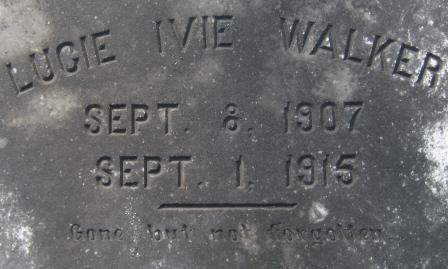 LUCIE IVIE WALKER
SEPT. 8, 1907
SEPT. 1, 1915
Gone but not forgotten